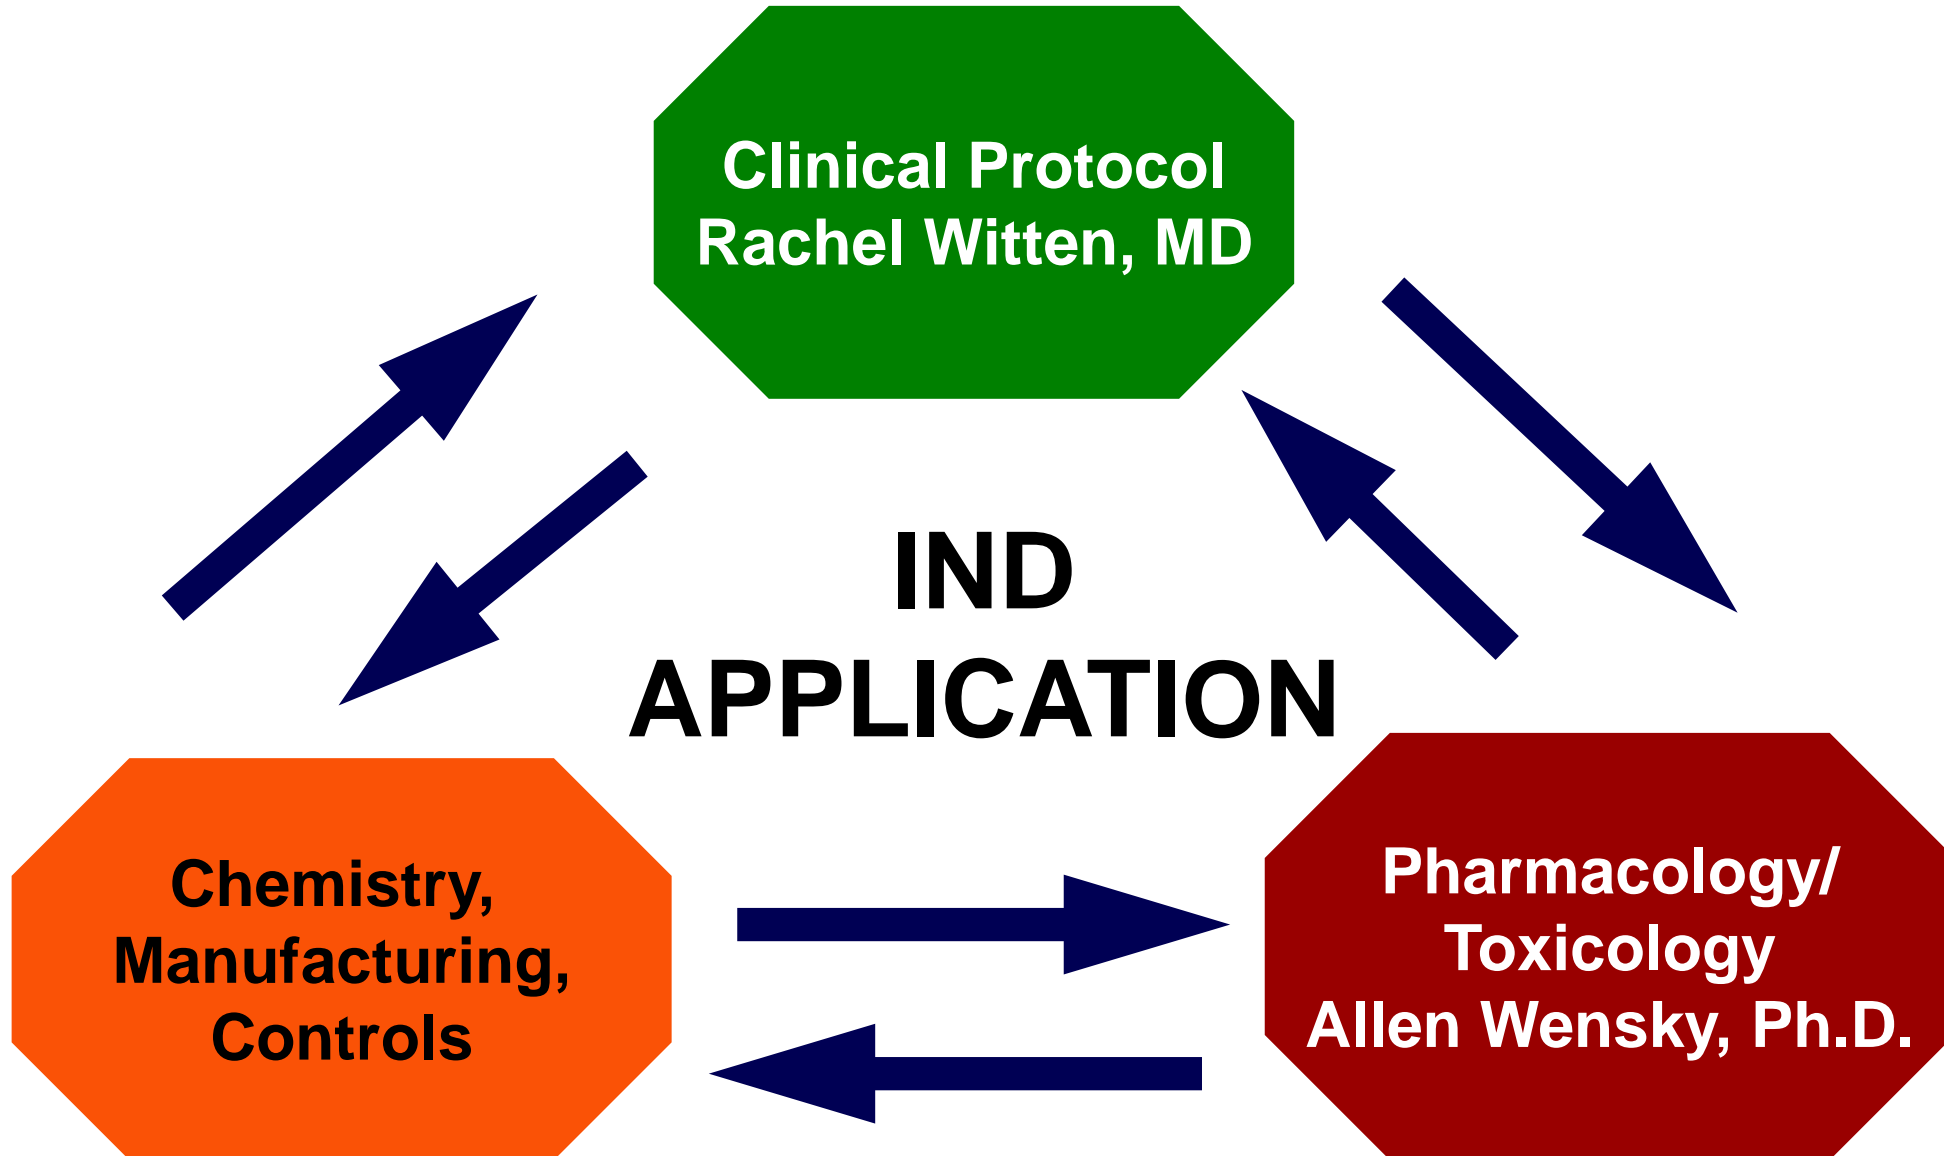 Clinical Protocol
Rachel Witten, MD
IND
APPLICATION
Chemistry,
Manufacturing,
Controls
Pharmacology/
Toxicology
Allen Wensky, Ph.D.